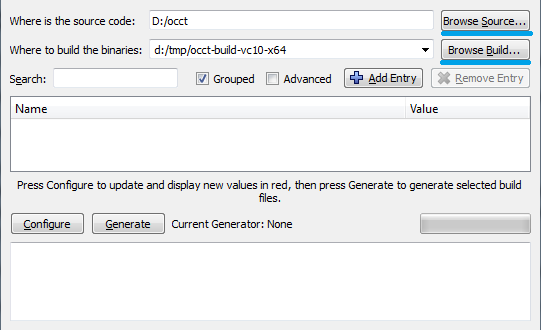 Where is the source code: D:/occt Browse Source...
Where to build the binaries: d:/tmp/occt-build-vc10-x64 Browse Build...
Search: Grouped Advanced Add Entry Remove Entry
Name Value
Press Configure to update and display new values in red, then press Generate to generate selected build
files.
Configure Generate Current Generator: None